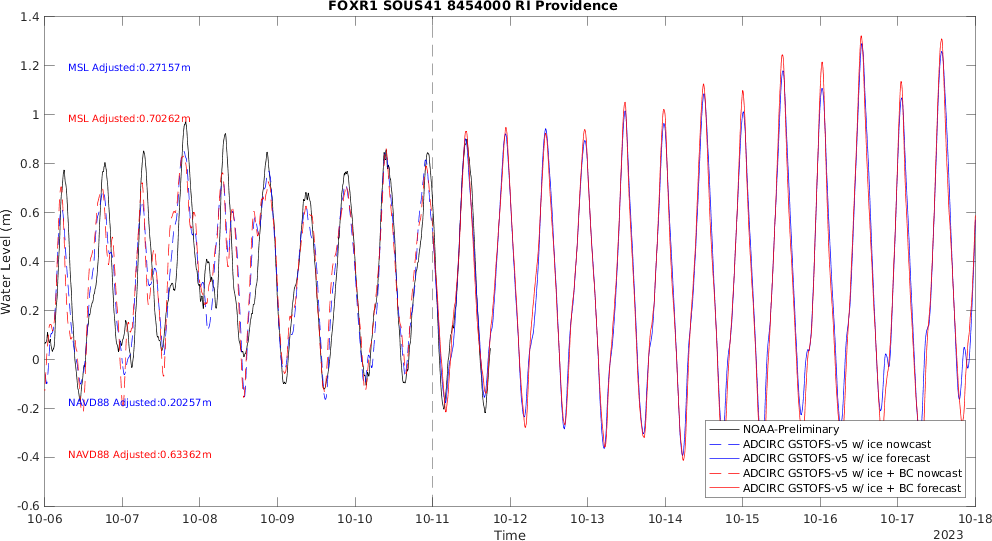 FOXR1 SOUS41 8454000 RI Providence
1.4
1.2
1
0.8
0.6
0.4
0.2
0
-0.2
-0.4
-0.6
Water Level (m)
MSL Adjusted:0.27157m
MSL Adjusted:0.70262m
NAVD88 Adjusted:0.20257m
NAVD88 Adjusted:0.63362m
NOAA-Preliminary
ADCIRC GSTOFS-v5 w/ ice nowcast
ADCIRC GSTOFS-v5 w/ ice forecast
ADCIRC GSTOFS-v5 w/ ice + BC nowcast
ADCIRC GSTOFS-v5 w/ ice + BC forecast
10-06 10-07 10-08 10-09 10-10 10-11 10-12 10-13 10-14 10-15 10-16 10-17 10-18
Time
2023